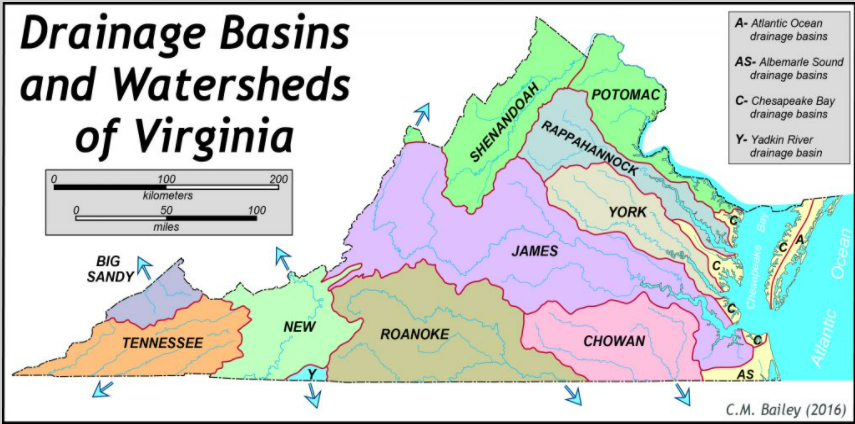 Drainage Basins
and Watersheds
of Virginia
0 100 200
kilometers
0 50 100
miles
A- Atlantic Ocean
drainage basins
AS- Albemarle Sound
drainage basins
C- Chesapeake Bay
drainage basins
Y- Yadkin River
drainage basin
SHENANDOAH
POTOMAC
RAPPAHANNOCK
YORK
JAMES
BIG
SANDY
TENNESSEE
NEW
Y
ROANOKE
CHOWAN
C
C
C
C
AS
C
A
Chesapeake Bay
Atlantic Ocean
C.M. Bailey (2016)